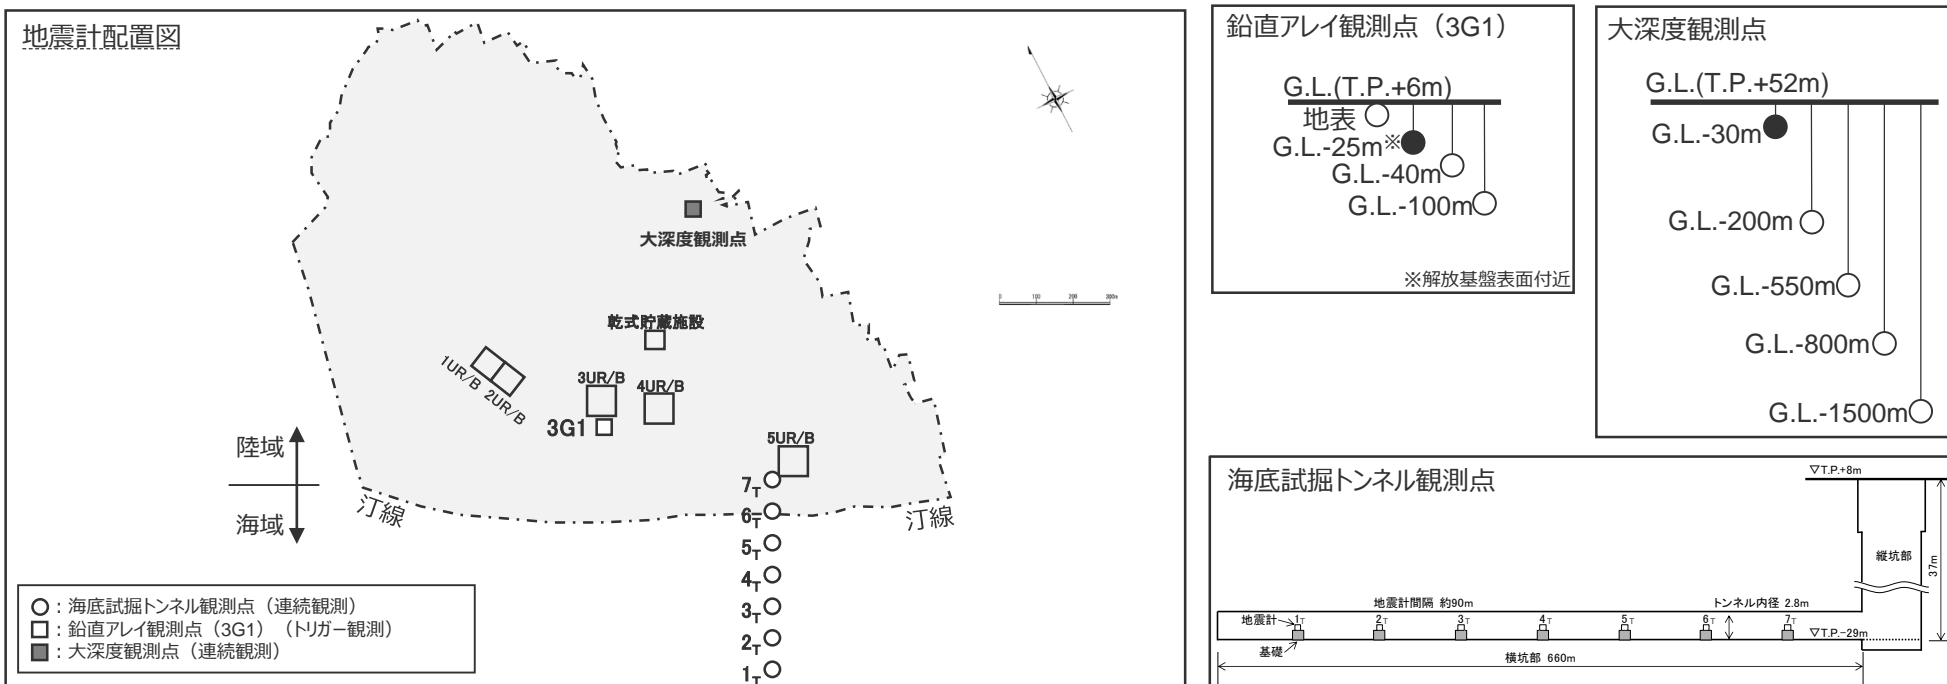 地震計配置図
大深度観測点
乾式貯蔵施設
1UR/B
2UR/B
3UR/B
4UR/B
3G1
5UR/B
陸域
海域
汀線
汀線
7T
6T
5T
4T
3T
2T
1T
0 100 200 300m
○：海底試掘トンネル観測点（連続観測）
□：鉛直アレイ観測点（3G1）（トリガー観測）
■：大深度観測点（連続観測）
鉛直アレイ観測点（3G1）
G.L.(T.P.+6m)
地表
G.L.-25m※
G.L.-40m
G.L.-100m
※解放基盤表面付近
大深度観測点
G.L.(T.P.+52m)
G.L.-30m
G.L.-200m
G.L.-550m
G.L.-800m
G.L.-1500m
海底試掘トンネル観測点
▽T.P.+8m
縦坑部
37m
地震計間隔 約90m
トンネル内径 2.8m
地震計
1T 2T 3T 4T 5T 6T 7T
基礎
▽T.P.-29m
横坑部 660m